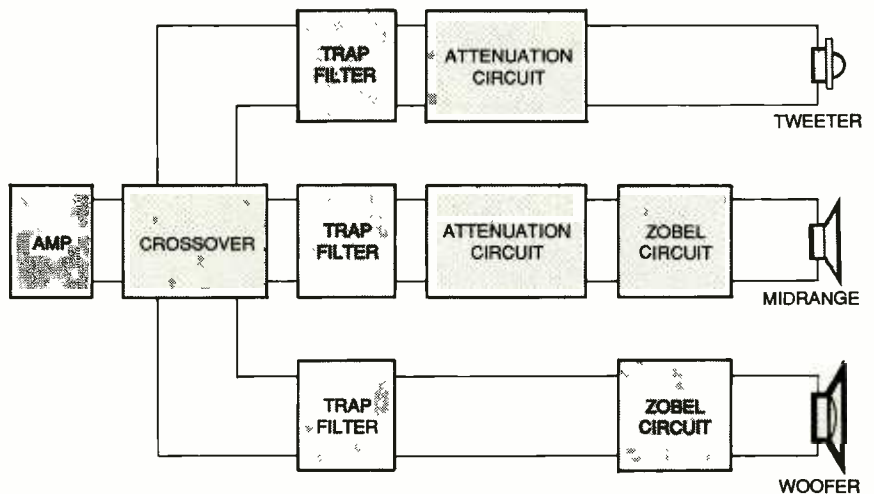 TRAP
FILTER
ATTENUATION
CIRCUIT
TWEETER
AMP
CROSSOVER
TRAP
FILTER
ATTENUATION
CIRCUIT
ZOBEL
CIRCUIT
MIDRANGE
TRAP
FILTER
ZOBEL
CIRCUIT
WOOFER